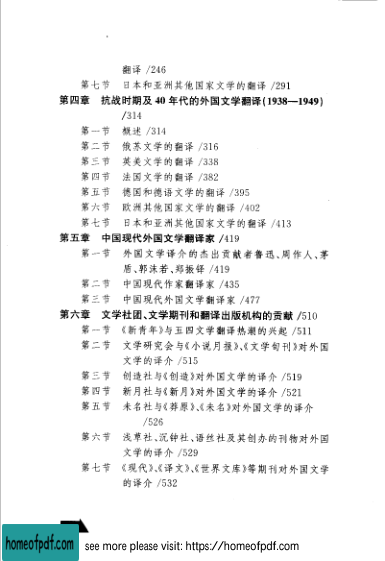 翻译 /246
第七节 日本和亚洲其他国家文学的翻译 /291
第四章 抗战时期及 40 年代的外国文学翻译(1938—1949)
/314
第一节 概述 /314
第二节 俄苏文学的翻译 /316
第三节 英美文学的翻译 /338
第四节 法国文学的翻译 /382
第五节 德国和德语文学的翻译 /395
第六节 欧洲其他国家文学的翻译 /402
第七节 日本和亚洲其他国家文学的翻译 /413
第五章 中国现代外国文学翻译家 /419
第一节 外国文学译介的杰出贡献者鲁迅、周作人、茅
盾、郭沫若、郑振铎 /419
第二节 中国现代作家翻译家 /435
第三节 中国现代外国文学翻译家 /477
第六章 文学社团、文学期刊和翻译出版机构的贡献 /510
第一节 《新青年》与五四文学翻译热潮的兴起 /511
第二节 文学研究会与《小说月报》、《文学旬刊》对外国
文学的译介 /515
第三节 创造社与《创造》对外国文学的译介 /519
第四节 新月社与《新月》对外国文学的译介 /521
第五节 未名社与《莽原》、《未名》对外国文学的译介
/526
第六节 浅草社、沉钟社、语丝社及其创办的刊物对外国
文学的译介 /529
第七节 《现代》、《译文》、《世界文库》等期刊对外国文学
的译介 /532
homeofpdf.com see more please visit: https://homeofpdf.com